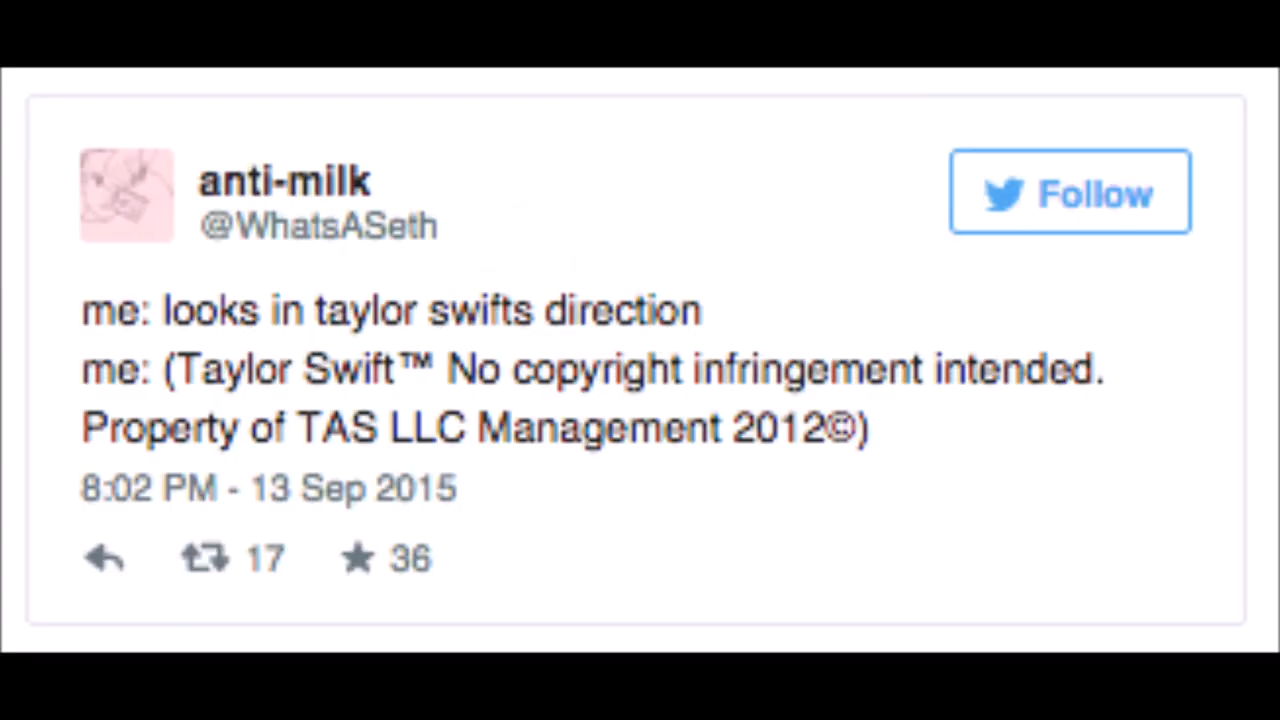 anti-milk
@WhatsASeth
Follow
me: looks in taylor swifts direction
me: (Taylor Swift™ No copyright infringement intended.
Property of TAS LLC Management 2012©)
8:02 PM - 13 Sep 2015
17 36